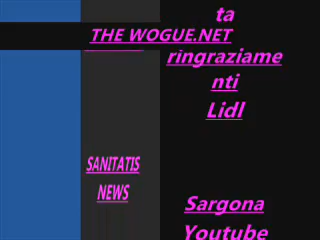 ta
THE WOGUE.NET
ringraziame
nti
Lidl
SANITATIS
NEWS
Sargona
Youtube